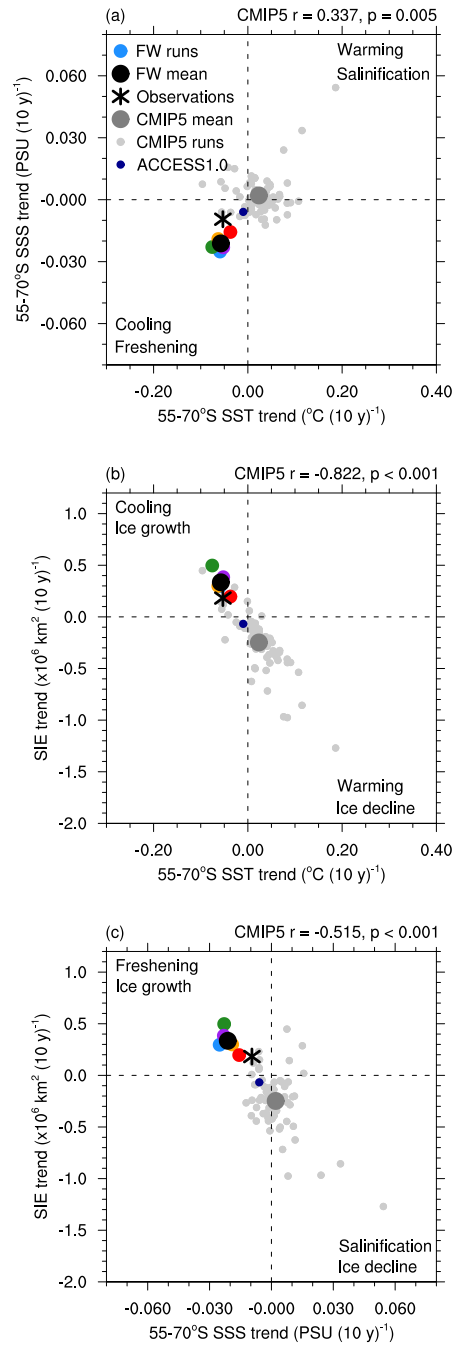 (a)
CMIP5 r = 0.337, p = 0.005
FW runs
FW mean
Observations
CMIP5 mean
CMIP5 runs
ACCESS1.0
Warming
Salinification
0.060
0.030
-0.000
-0.030
-0.060
55-70°S SSS trend (PSU (10 y)⁻¹)
Cooling
Freshening
-0.20
0.00
0.20
0.40
55-70°S SST trend (°C (10 y)⁻¹)
(b)
CMIP5 r = -0.822, p < 0.001
Cooling
Ice growth
1.0
0.5
0.0
-0.5
-1.0
-1.5
-2.0
SIE trend (x10⁶ km² (10 y)⁻¹)
Warming
Ice decline
-0.20
0.00
0.20
0.40
55-70°S SST trend (°C (10 y)⁻¹)
(c)
CMIP5 r = -0.515, p < 0.001
Freshening
Ice growth
1.0
0.5
0.0
-0.5
-1.0
-1.5
-2.0
SIE trend (x10⁶ km² (10 y)⁻¹)
Salinification
Ice decline
-0.060
-0.030
-0.000
0.030
0.060
55-70°S SSS trend (PSU (10 y)⁻¹)